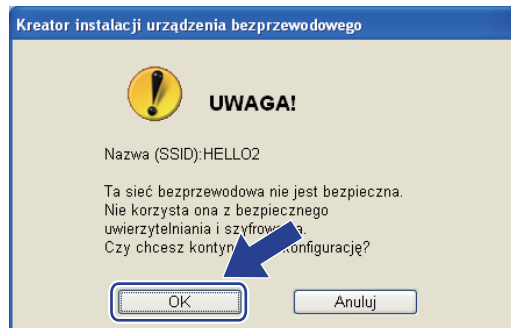 Kreator instalacji urządzenia bezprzewodowego
UWAGA!
Nazwa (SSID):HELLO2
Ta sieć bezprzewodowa nie jest bezpieczna.
Nie korzysta ona z bezpiecznego
uwierzytelniania i szyfrowania.
Czy chcesz konfigurację?
OK
Anuluj